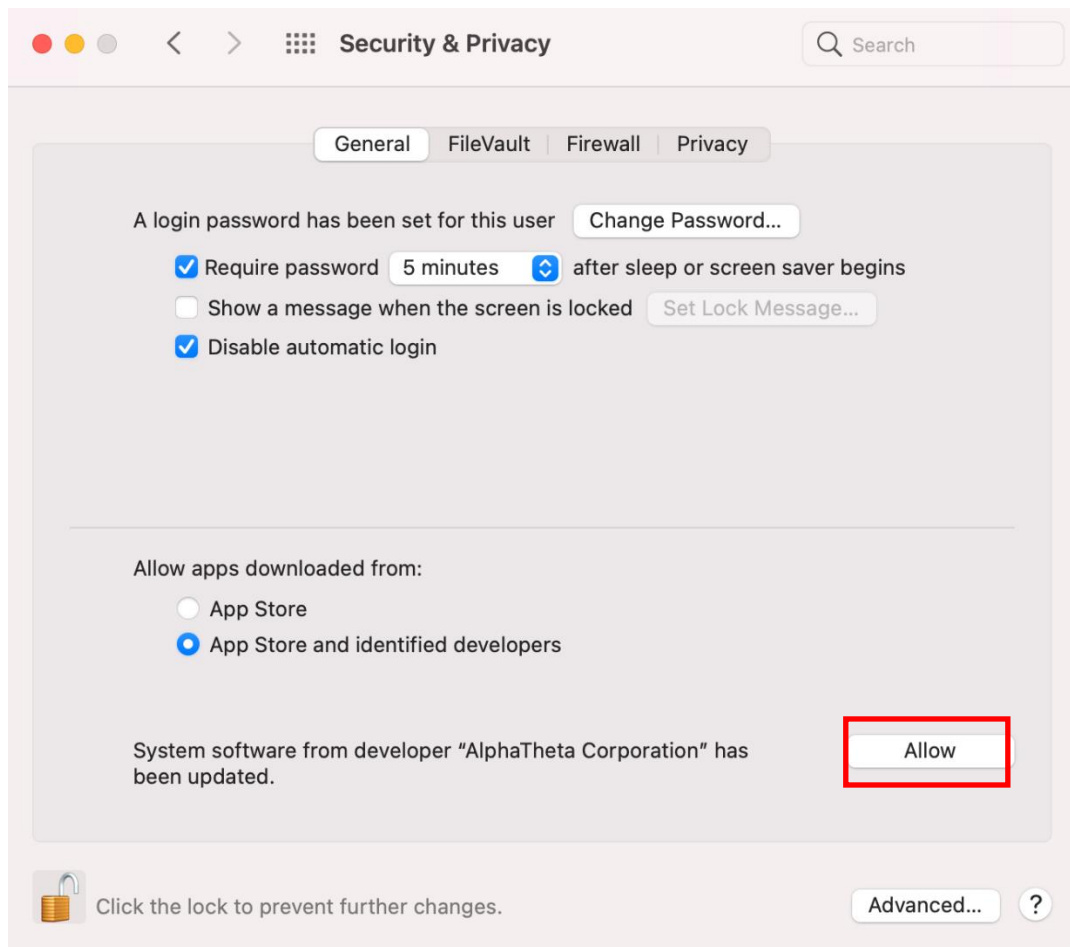 Security & Privacy
Search
General FileVault Firewall Privacy
A login password has been set for this user Change Password...
Require password 5 minutes after sleep or screen saver begins
Show a message when the screen is locked Set Lock Message...
Disable automatic login
Allow apps downloaded from:
App Store
App Store and identified developers
System software from developer “AlphaTheta Corporation” has
been updated.
Allow
Click the lock to prevent further changes.
Advanced... ?